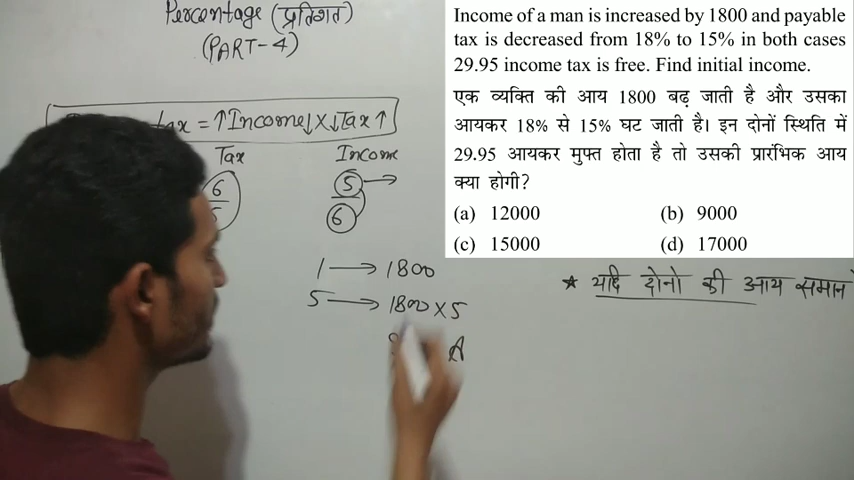 Percentage (प्रतिशत)
(PART-4)
tax = ↑Income↓ X ↓Tax↑
Tax Income
6 5 →
5 6
1 → 1800
5 → 1800 X 5
A
Income of a man is increased by 1800 and payable
tax is decreased from 18% to 15% in both cases
29.95 income tax is free. Find initial income.
एक व्यक्ति की आय 1800 बढ़ जाती है और उसका
आयकर 18% से 15% घट जाती है। इन दोनों स्थिति में
29.95 आयकर मुफ्त होता है तो उसकी प्रारंभिक आय
क्या होगी?
(a) 12000 (b) 9000
(c) 15000 (d) 17000
* यदि दोनो की आय समान